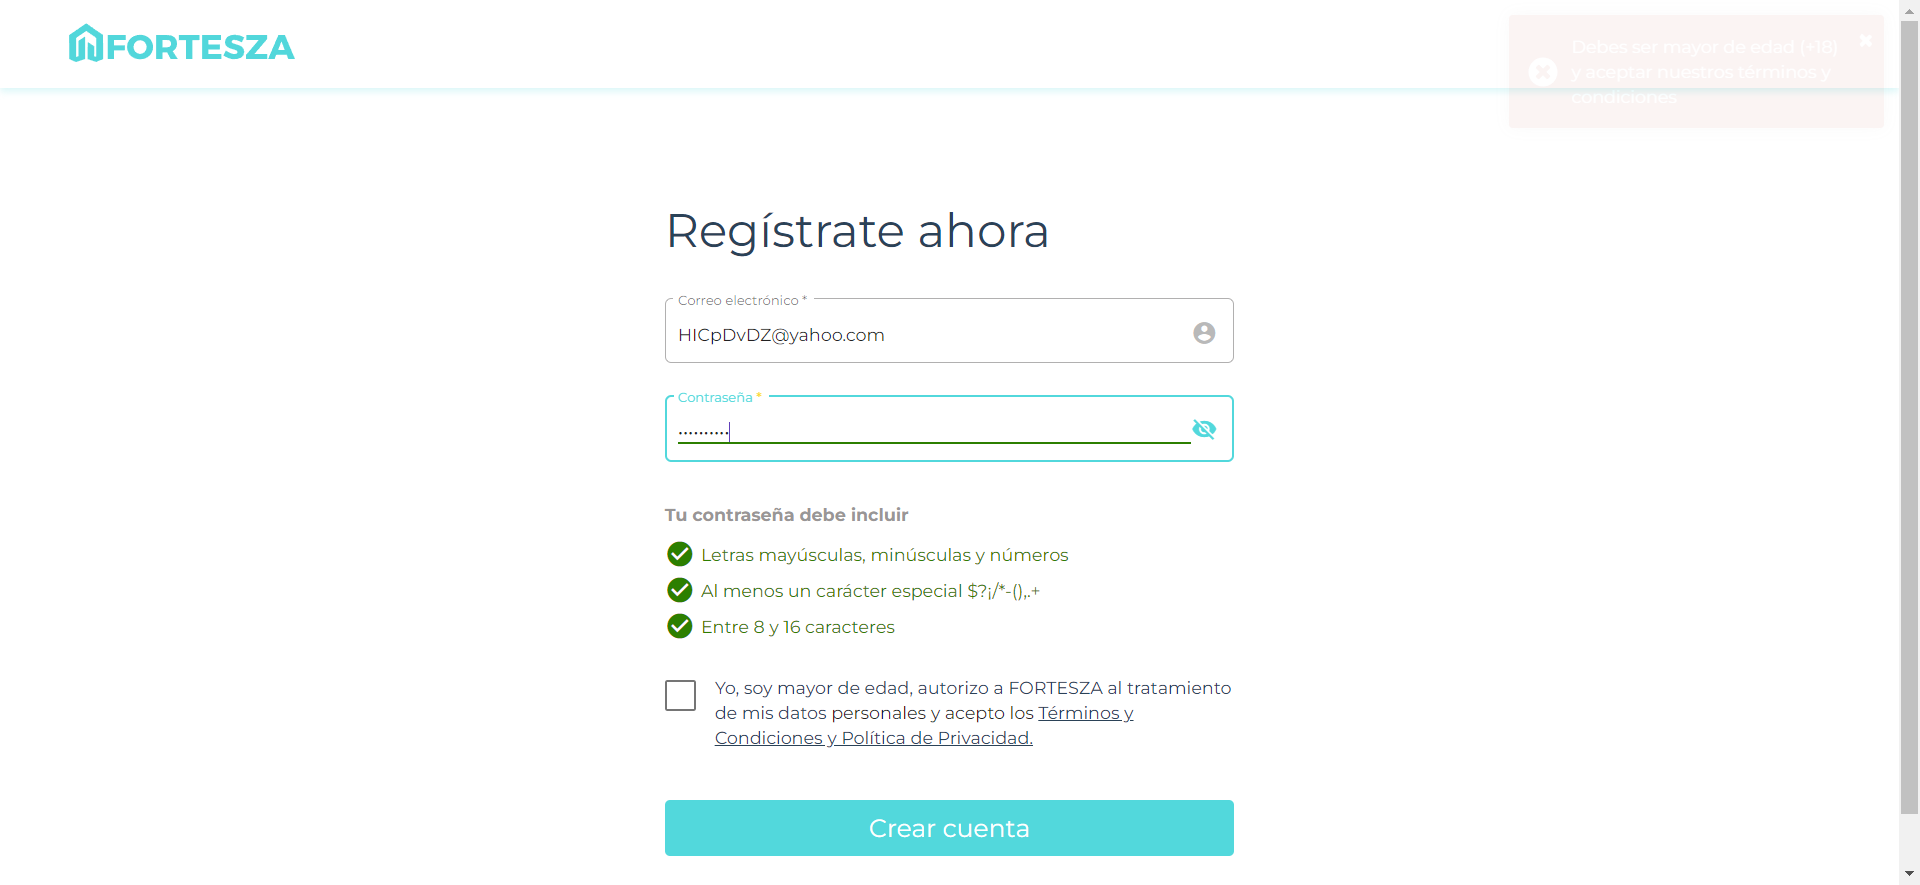 FORTESZA
Debes ser mayor de edad (+18)
y aceptar nuestros términos y
condiciones
Regístrate ahora
Correo electrónico *
HICpDvDZ@yahoo.com
Contraseña *
••••••••••
Tu contraseña debe incluir
Letras mayúsculas, minúsculas y números
Al menos un carácter especial $?¡/*-(),.+
Entre 8 y 16 caracteres
Yo, soy mayor de edad, autorizo a FORTESZA al tratamiento
de mis datos personales y acepto los Términos y
Condiciones y Política de Privacidad.
Crear cuenta